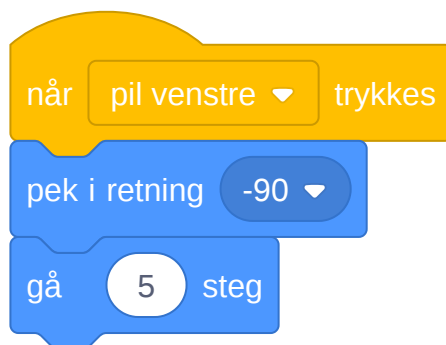 når pil venstre trykkes
pek i retning -90
gå 5 steg